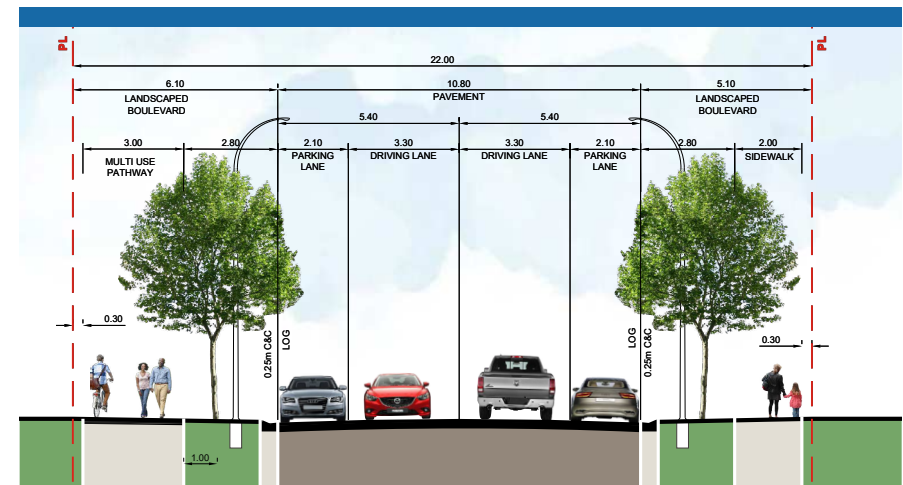 PL
PL
22.00
6.10
10.80
5.10
LANDSCAPED
BOULEVARD
PAVEMENT
LANDSCAPED
BOULEVARD
5.40
5.40
3.00
2.80
2.10
3.30
3.30
2.10
2.80
2.00
MULTI USE
PATHWAY
PARKING
LANE
DRIVING LANE
DRIVING LANE
PARKING
LANE
SIDEWALK
0.30
0.25m C&C
LOG
LOG
0.25m C&C
0.30
1.00